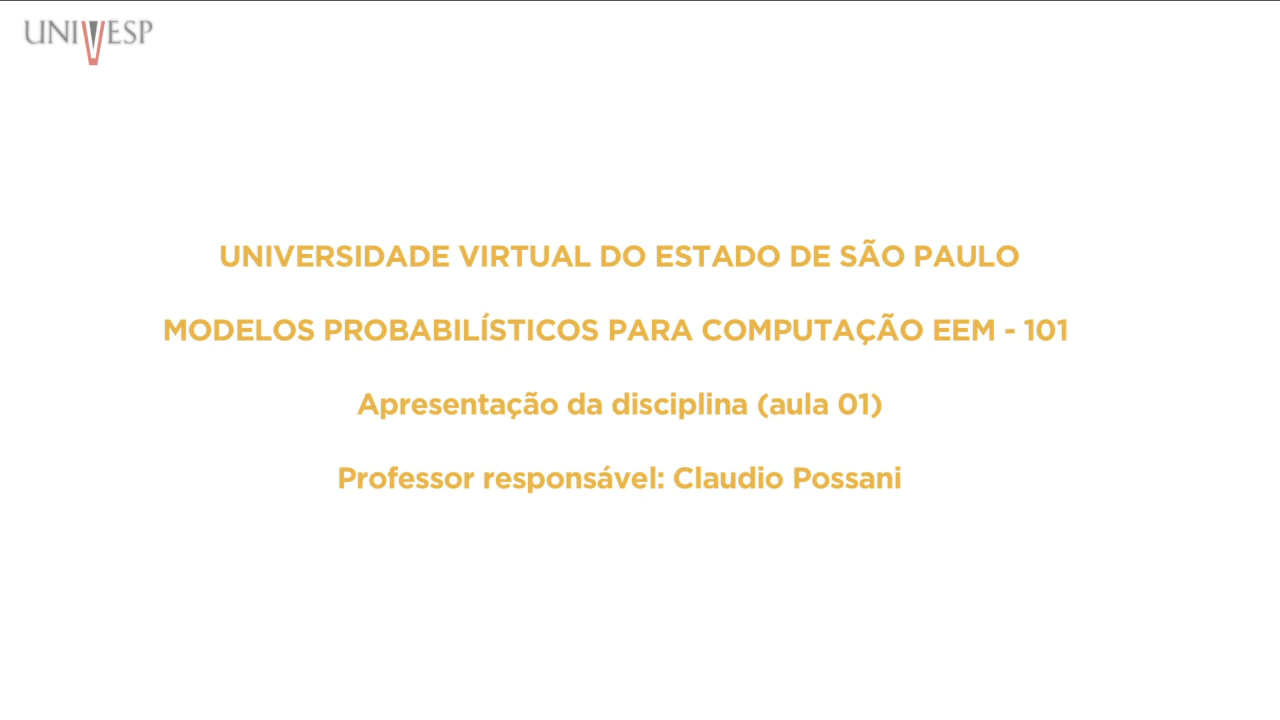 UNIVESP
UNIVERSIDADE VIRTUAL DO ESTADO DE SÃO PAULO
MODELOS PROBABILÍSTICOS PARA COMPUTAÇÃO EEM - 101
Apresentação da disciplina (aula 01)
Professor responsável: Claudio Possani